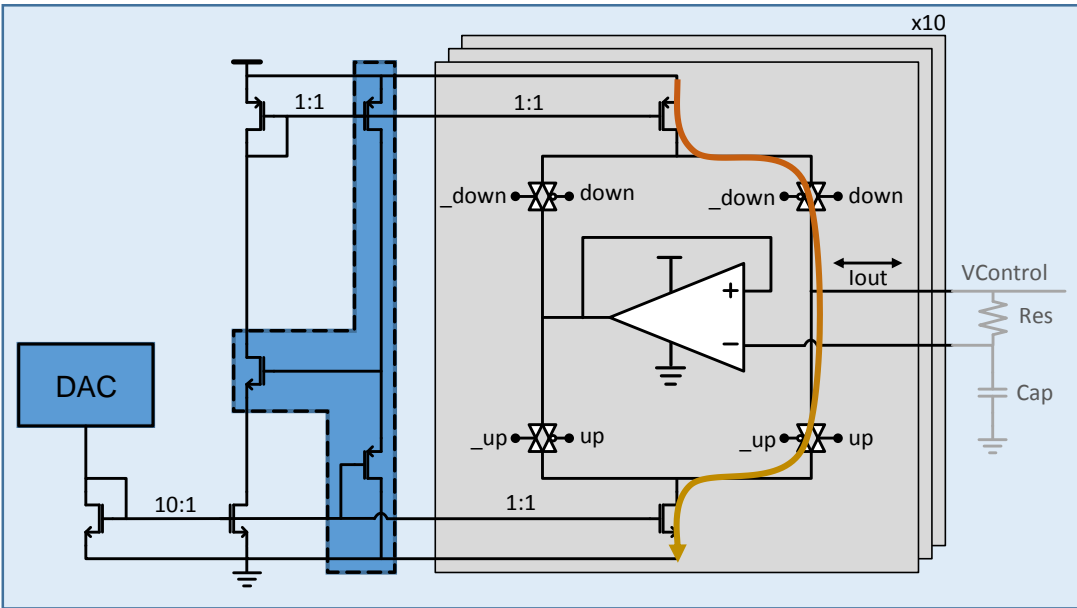 x10
1:1
1:1
_down
down
_down
down
Iout
VControl
+
Res
−
DAC
Cap
_up
up
_up
up
10:1
1:1